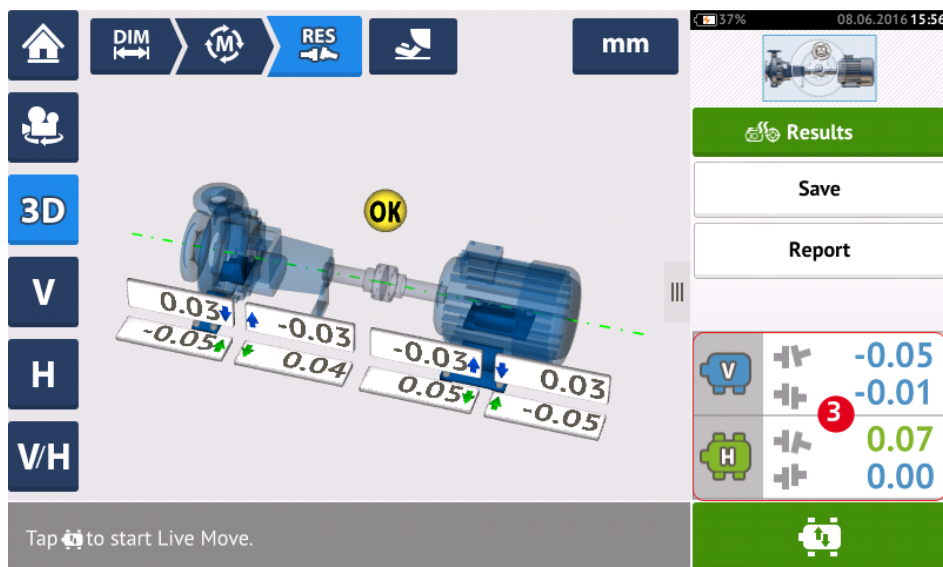 37% 08.06.2016 15:56
DIM M RES mm
Results
3D OK Save
V Report
H
V/H
0.03 -0.03 -0.03 0.03
-0.05 0.04 0.05 -0.05
V -0.05
-0.01
3
H 0.07
0.00
Tap to start Live Move.